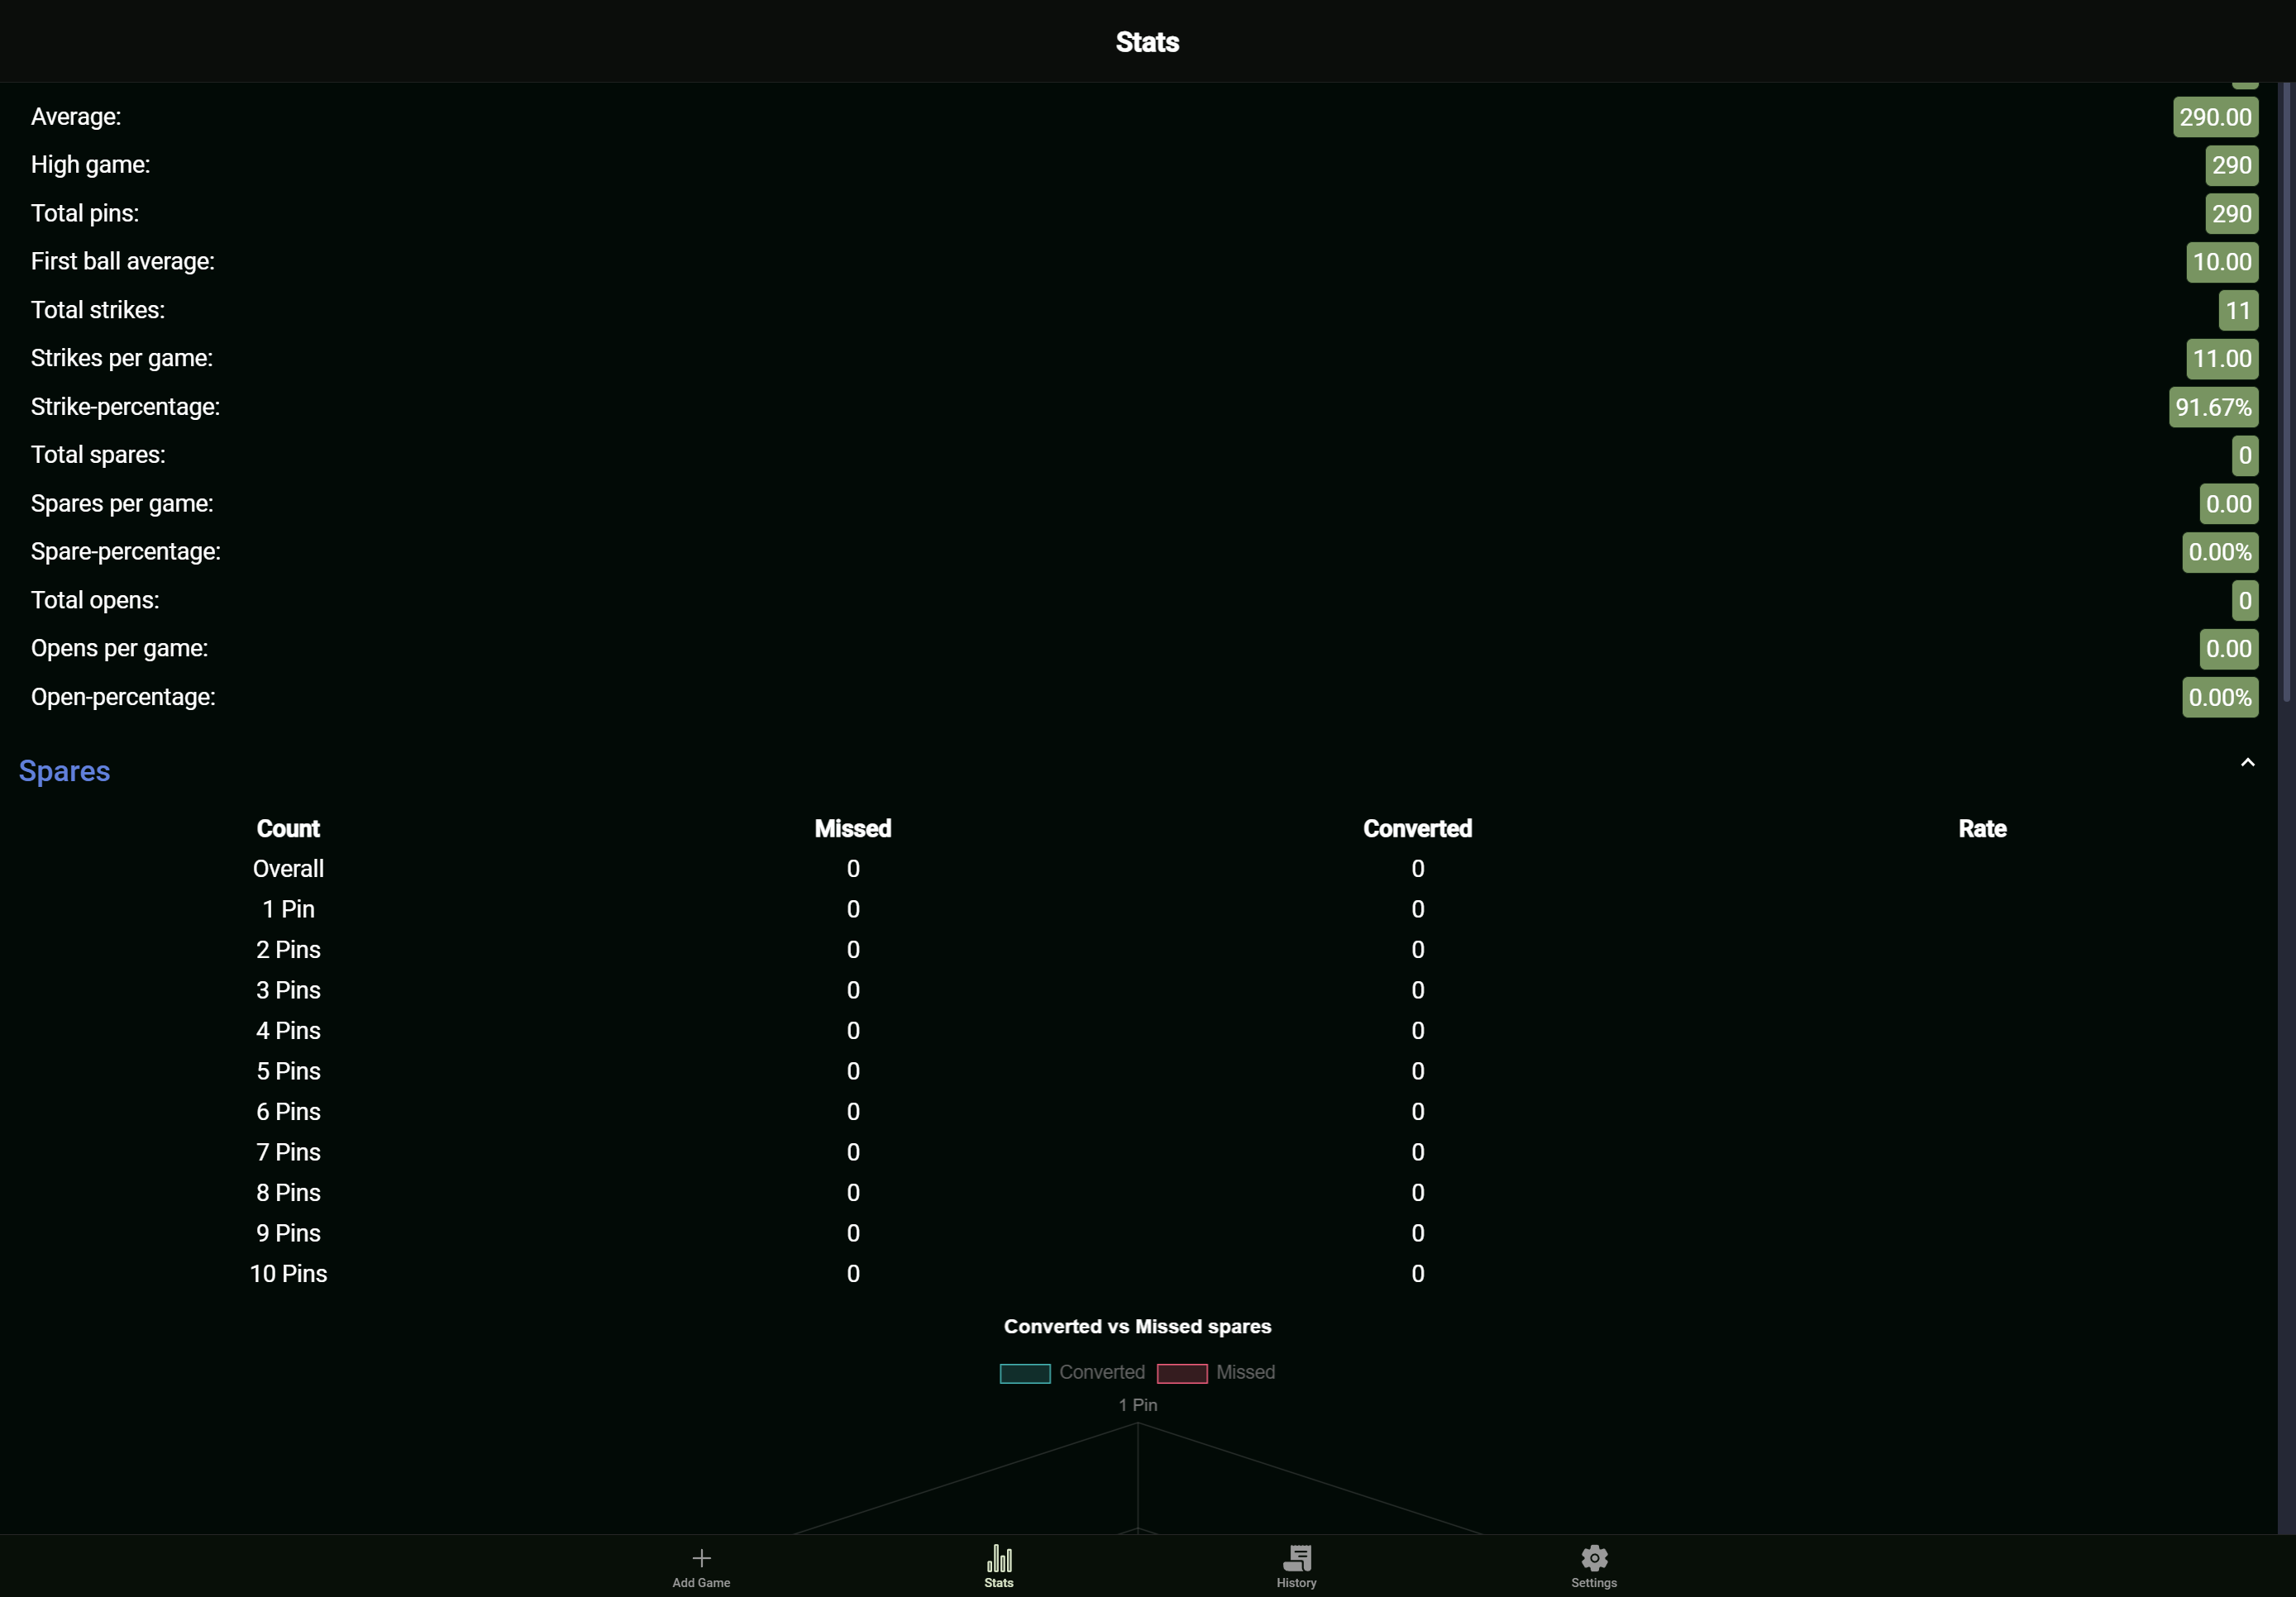 Stats
Average: 290.00
High game: 290
Total pins: 290
First ball average: 10.00
Total strikes: 11
Strikes per game: 11.00
Strike-percentage: 91.67%
Total spares: 0
Spares per game: 0.00
Spare-percentage: 0.00%
Total opens: 0
Opens per game: 0.00
Open-percentage: 0.00%
Spares
Count Missed Converted Rate
Overall 0 0
1 Pin 0 0
2 Pins 0 0
3 Pins 0 0
4 Pins 0 0
5 Pins 0 0
6 Pins 0 0
7 Pins 0 0
8 Pins 0 0
9 Pins 0 0
10 Pins 0 0
Converted vs Missed spares
Converted Missed
1 Pin
Add Game Stats History Settings